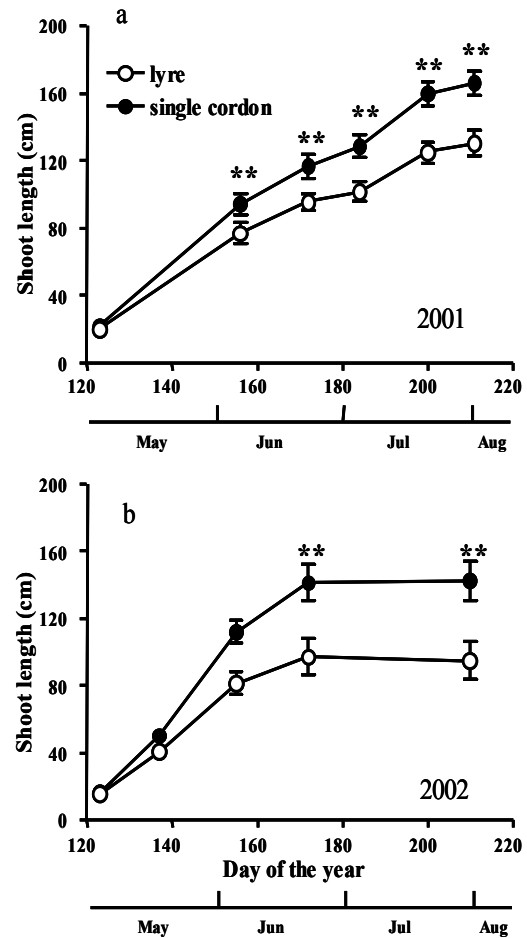 a
200
160
120
80
40
0
Shoot length (cm)
lyre
single cordon
** ** ** ** **
2001
120 140 160 180 200 220
May Jun Jul Aug
b
200
160
120
80
40
0
Shoot length (cm)
** **
2002
120 140 160 180 200 220
Day of the year
May Jun Jul Aug